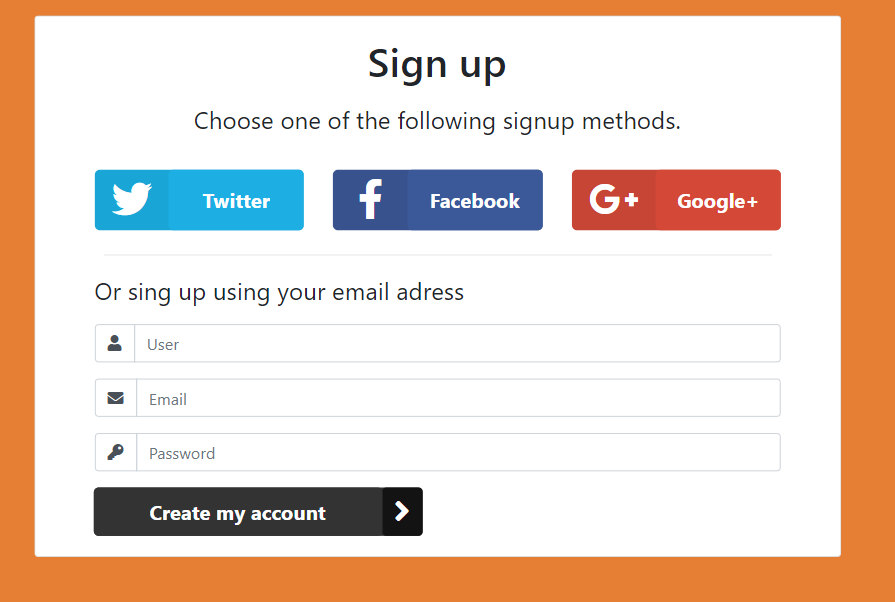 Sign up
Choose one of the following signup methods.
Twitter
Facebook
G+ Google+
Or sing up using your email adress
User
Email
Password
Create my account